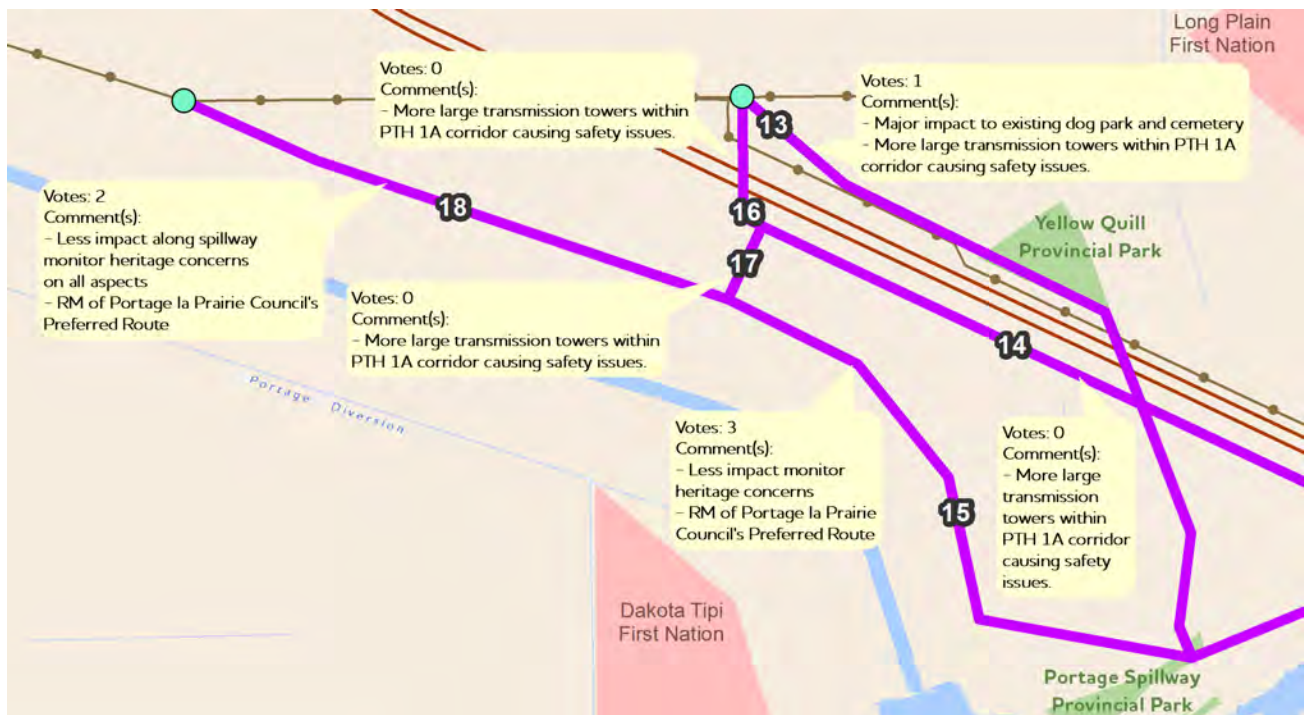 Long Plain
First Nation
Votes: 0
Comment(s):
- More large transmission towers within
PTH 1A corridor causing safety issues.
Votes: 1
Comment(s):
- Major impact to existing dog park and cemetery
- More large transmission towers within PTH 1A
corridor causing safety issues.
13
Votes: 2
Comment(s):
- Less impact along spillway
monitor heritage concerns
on all aspects
- RM of Portage la Prairie Council's
Preferred Route
18
16
Yellow Quill
Provincial Park
17
Votes: 0
Comment(s):
- More large transmission towers within
PTH 1A corridor causing safety issues.
14
Portage Diversion
Votes: 3
Comment(s):
- Less impact monitor
heritage concerns
- RM of Portage la Prairie
Council's Preferred Route
15
Votes: 0
Comment(s):
- More large
transmission
towers within
PTH 1A corridor
causing safety
issues.
Dakota Tipi
First Nation
Portage Spillway
Provincial Park